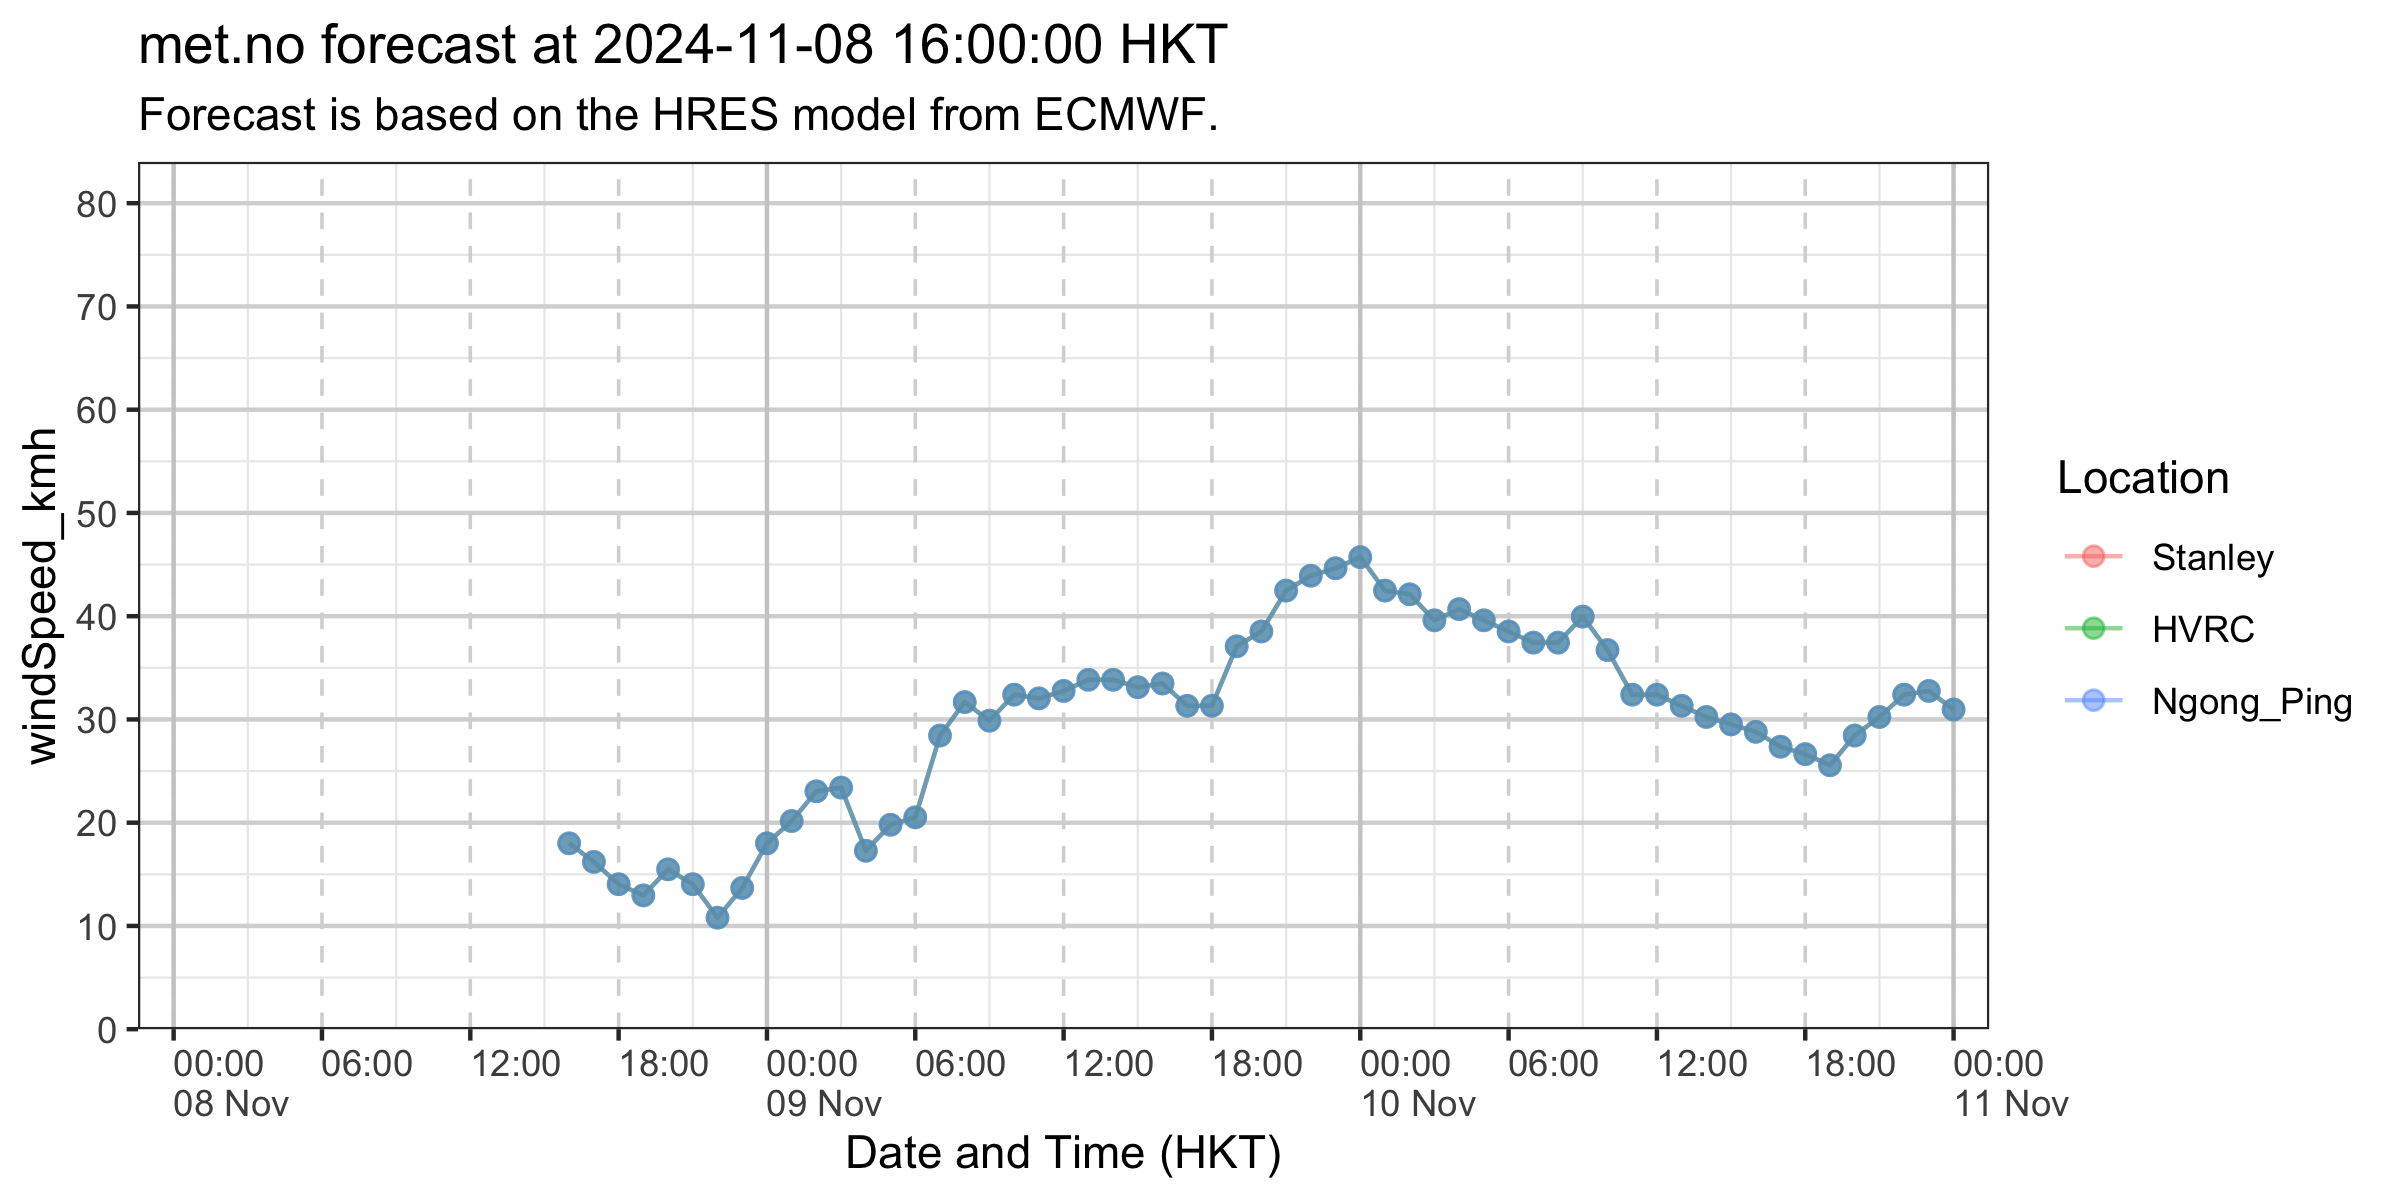 met.no forecast at 2024-11-08 16:00:00 HKT
Forecast is based on the HRES model from ECMWF.
windSpeed_kmh
80
70
60
50
40
30
20
10
0
00:00 06:00 12:00 18:00 00:00 06:00 12:00 18:00 00:00 06:00 12:00 18:00 00:00
08 Nov 09 Nov 10 Nov 11 Nov
Date and Time (HKT)
Location
Stanley
HVRC
Ngong_Ping